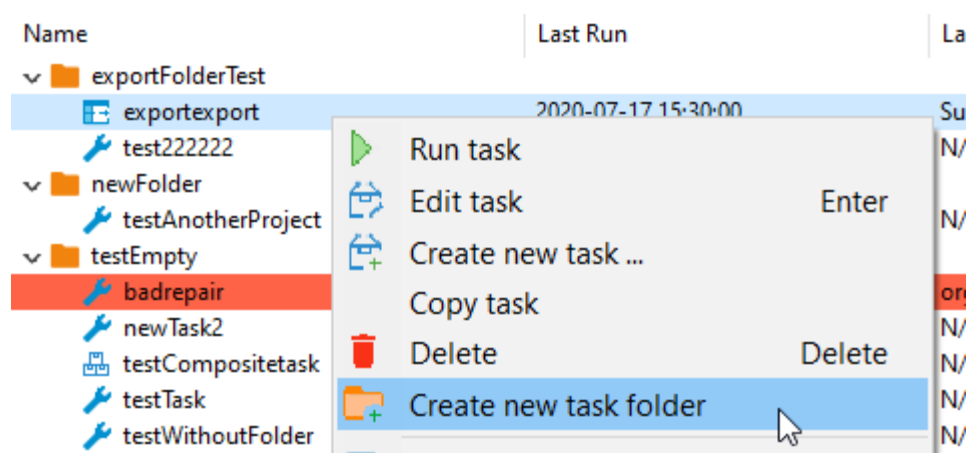 Name Last Run La
exportFolderTest
exportexport 2020-07-17 15:30:00 Su
test222222 N/
Run task
newFolder
Edit task Enter
testAnotherProject N/
testEmpty
Create new task ...
badrepair org
Copy task
newTask2 N/
testCompositetask N/
Delete Delete
testTask N/
Create new task folder
testWithoutFolder N/